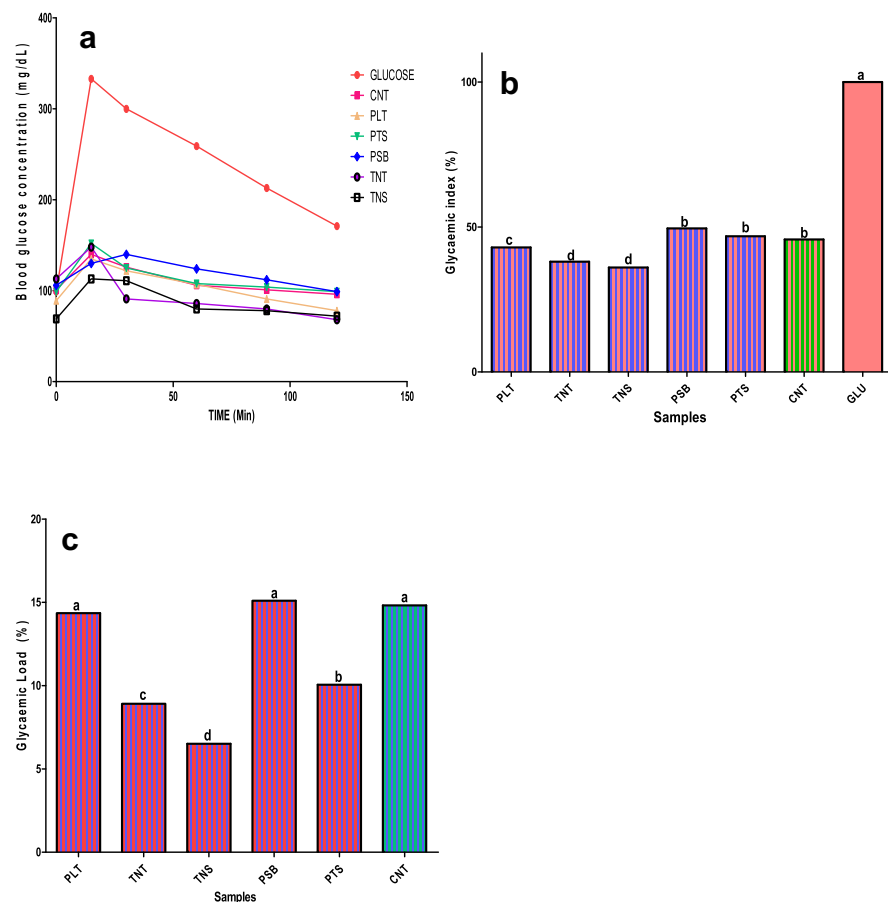 a
Blood glucose concentration (mg/dL)
400
300
200
100
0
0 50 100 150
TIME (Min)
GLUCOSE
CNT
PLT
PTS
PSB
TNT
TNS
b
Glycaemic index (%)
100
50
0
c d d b b b a
PLT TNT TNS PSB PTS CNT GLU
Samples
c
Glycaemic Load (%)
20
15
10
5
0
a c d a b a
PLT TNT TNS PSB PTS CNT
Samples